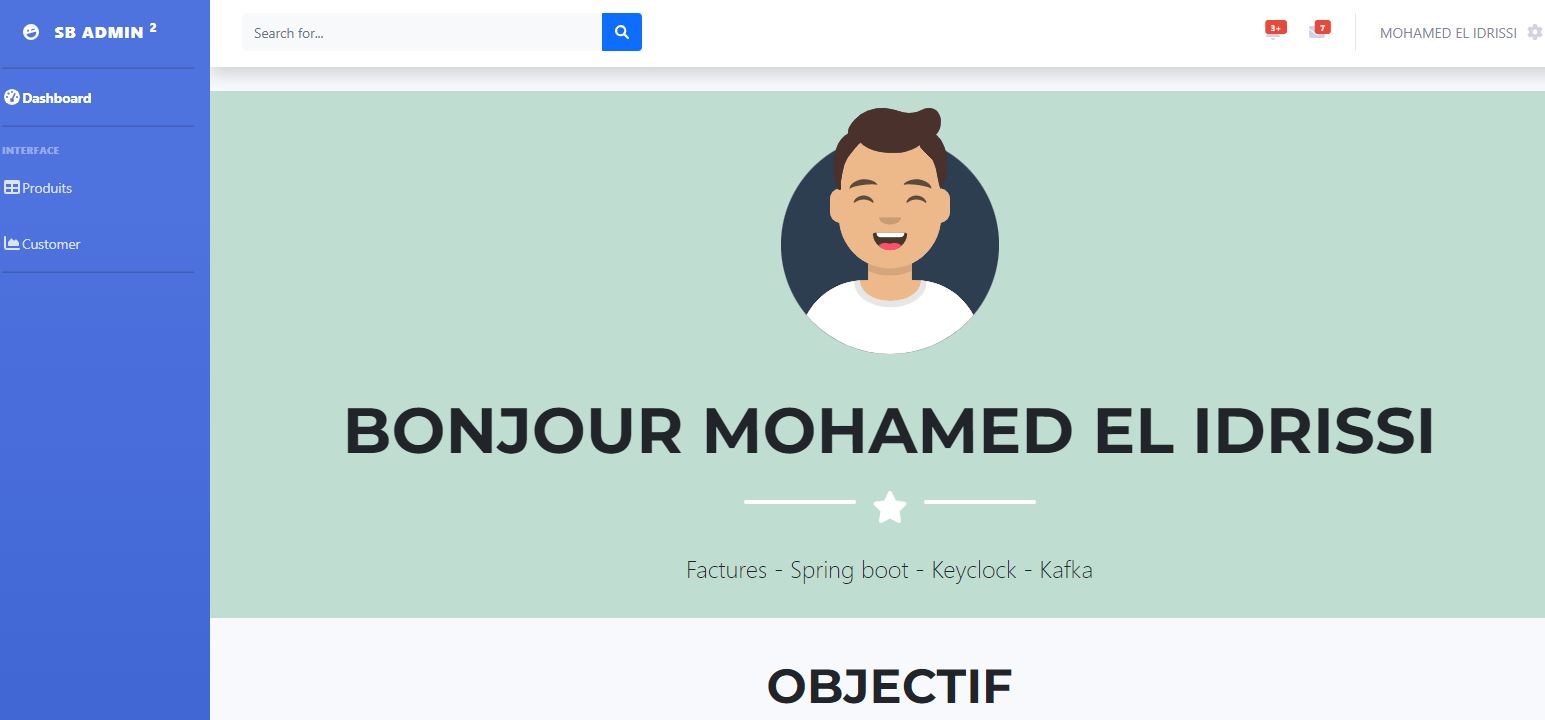 SB ADMIN 2
Search for...
3+
7
MOHAMED EL IDRISSI
Dashboard
INTERFACE
Produits
Customer
BONJOUR MOHAMED EL IDRISSI
Factures - Spring boot - Keyclock - Kafka
OBJECTIF